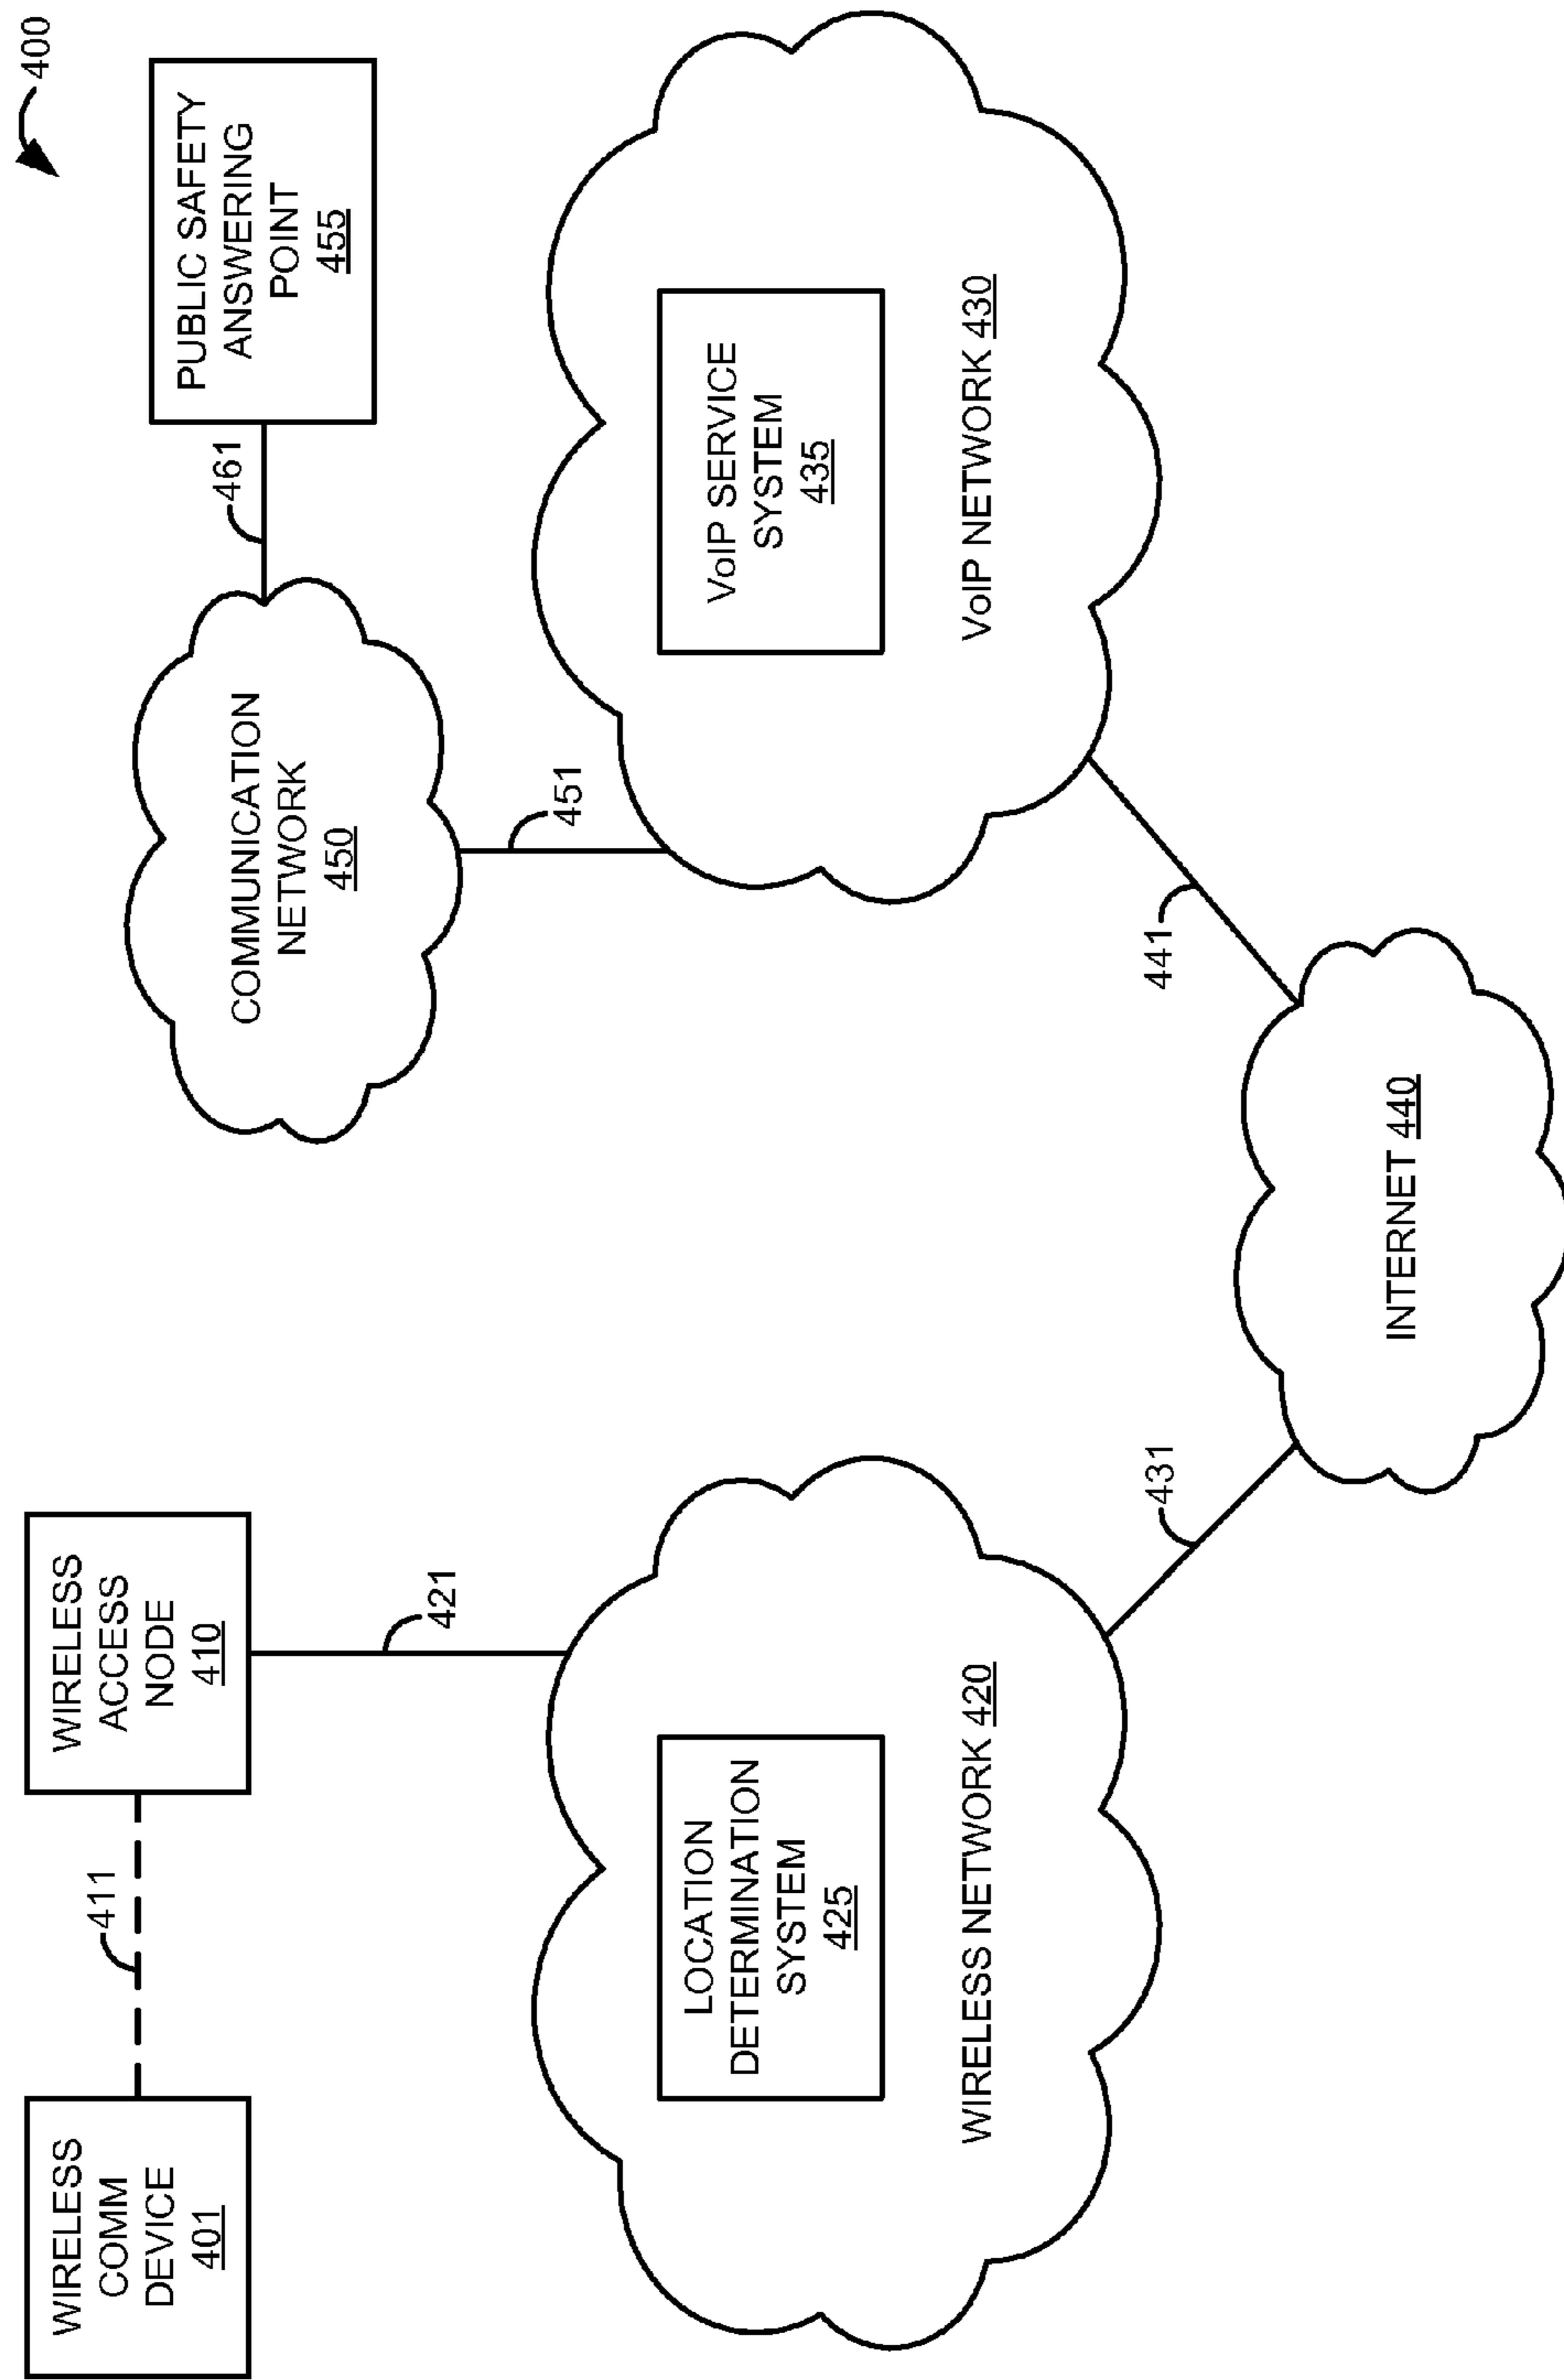 400
WIRELESS
COMM
DEVICE
401
411
WIRELESS
ACCESS
NODE
410
421
LOCATION
DETERMINATION
SYSTEM
425
WIRELESS NETWORK 420
431
INTERNET 440
441
VoIP SERVICE
SYSTEM
435
VoIP NETWORK 430
451
COMMUNICATION
NETWORK
450
461
PUBLIC SAFETY
ANSWERING
POINT
455